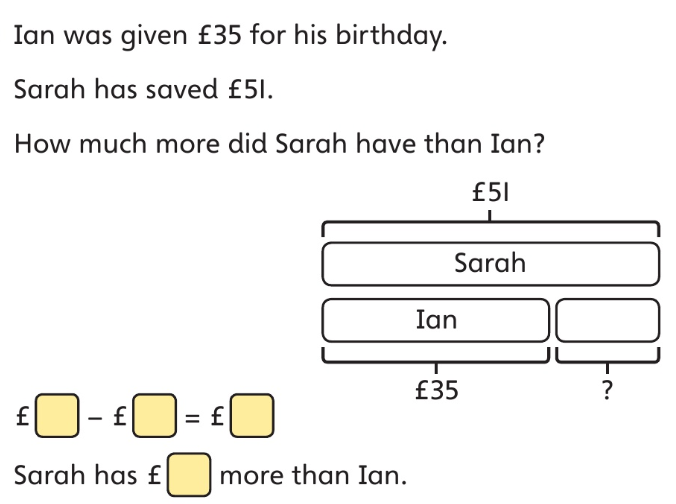 Ian was given £35 for his birthday.
Sarah has saved £51.
How much more did Sarah have than Ian?
£51
Sarah
Ian
£35 ?
£ – £ = £
Sarah has £ more than Ian.